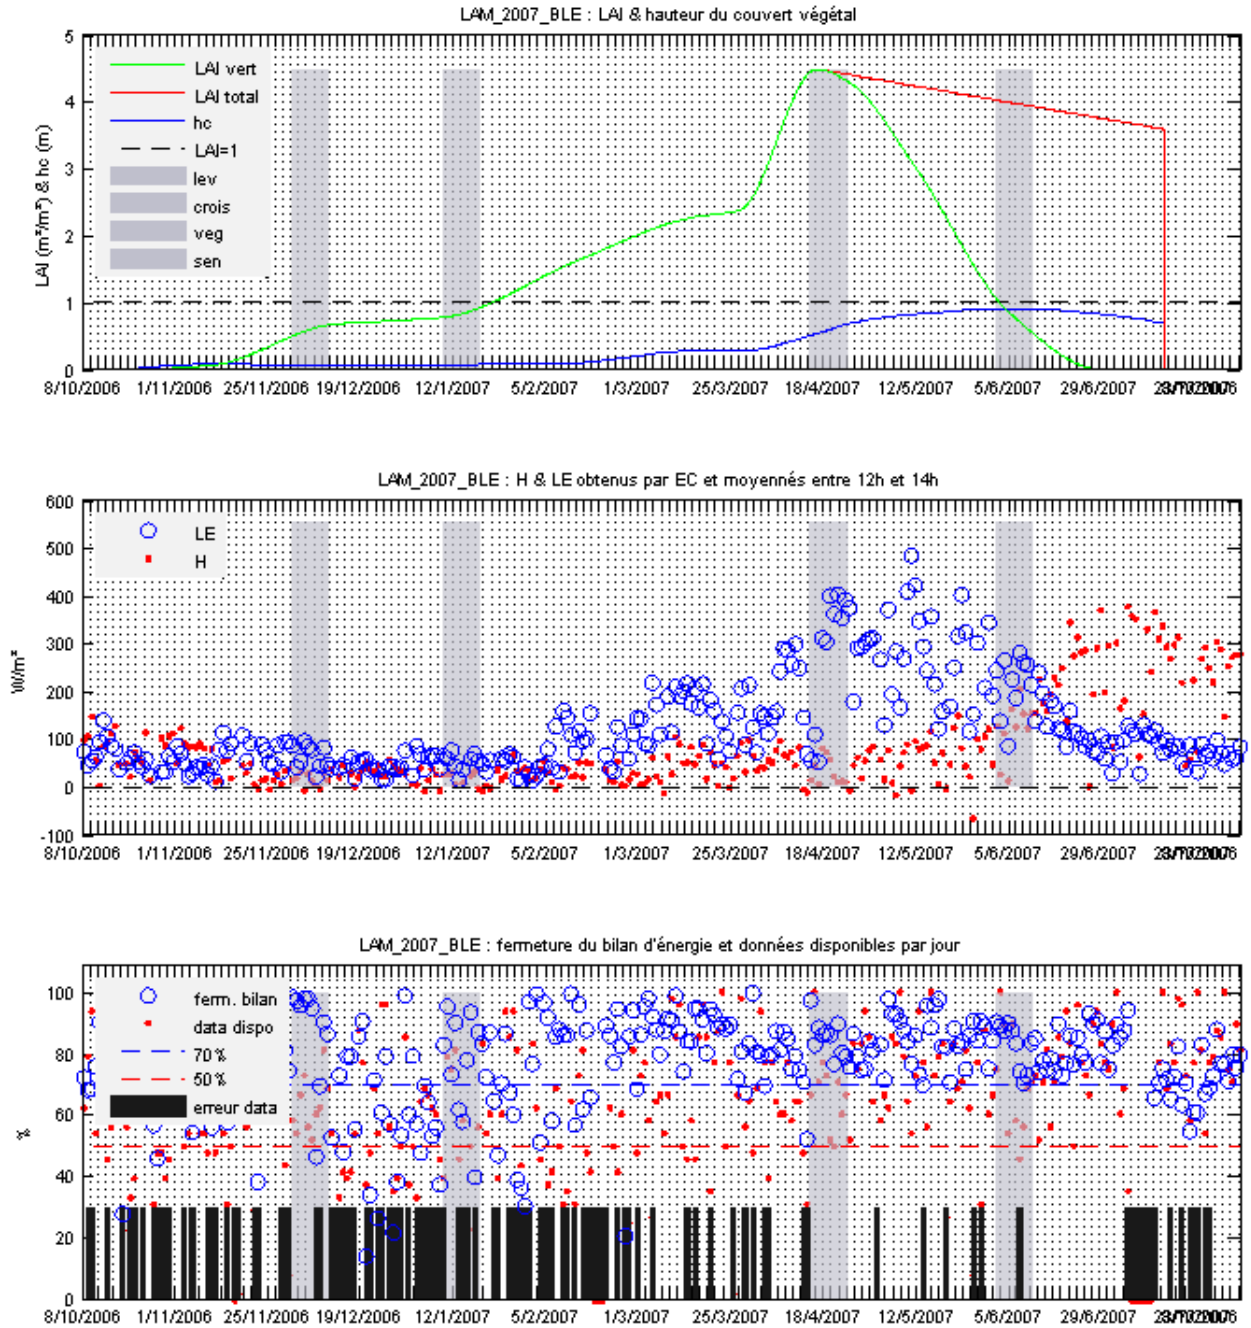 LAM_2007_BLE : LAI & hauteur du couvert végétal
LAI (m²/m²) & hc (m)
5
4
3
2
1
0
LAI vert
LAI total
hc
LAI=1
lev
crois
veg
sen
8/10/2006 1/11/2006 25/11/2006 19/12/2006 12/1/2007 5/2/2007 1/3/2007 25/3/2007 18/4/2007 12/5/2007 5/6/2007 29/6/2007
LAM_2007_BLE : H & LE obtenus par EC et moyennés entre 12h et 14h
W/m²
600
500
400
300
200
100
0
-100
LE
H
8/10/2006 1/11/2006 25/11/2006 19/12/2006 12/1/2007 5/2/2007 1/3/2007 25/3/2007 18/4/2007 12/5/2007 5/6/2007 29/6/2007
LAM_2007_BLE : fermeture du bilan d'énergie et données disponibles par jour
%
100
80
60
40
20
0
ferm. bilan
data dispo
70 %
50 %
erreur data
8/10/2006 1/11/2006 25/11/2006 19/12/2006 12/1/2007 5/2/2007 1/3/2007 25/3/2007 18/4/2007 12/5/2007 5/6/2007 29/6/2007